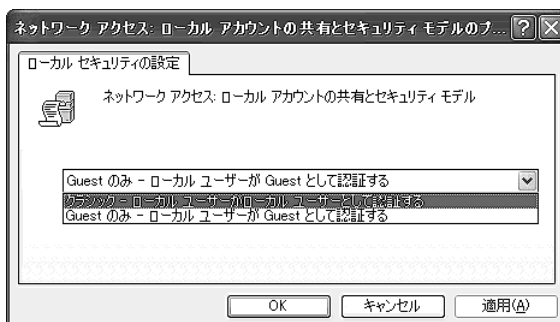 ネットワーク アクセス: ローカル アカウントの共有とセキュリティ モデルのプ...
ローカル セキュリティの設定
ネットワーク アクセス: ローカル アカウントの共有とセキュリティ モデル
Guest のみ - ローカル ユーザーが Guest として認証する
クラシック - ローカル ユーザーがローカル ユーザーとして認証する
Guest のみ - ローカル ユーザーが Guest として認証する
OK キャンセル 適用(A)